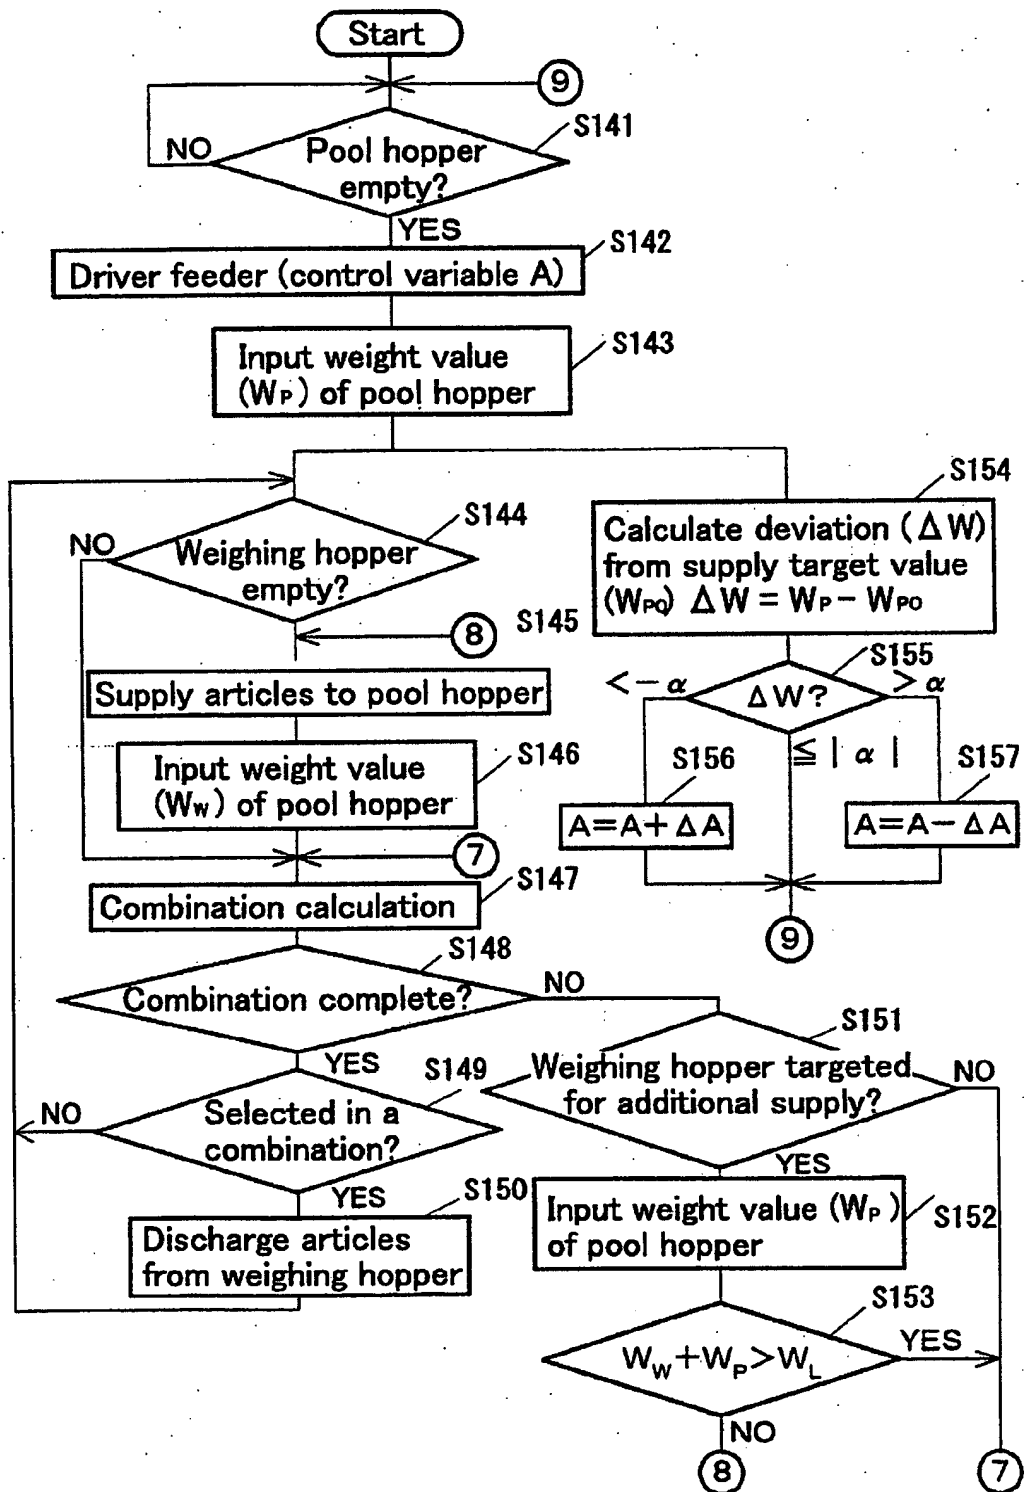 Start
9
S141
NO
Pool hopper
empty?
YES
S142
Driver feeder (control variable A)
S143
Input weight value
(WP) of pool hopper
S154
S144
NO
Weighing hopper
empty?
Calculate deviation (ΔW)
from supply target value
(WPO) ΔW = WP - WPO
8
S145
S155
< - α
ΔW?
> α
Supply articles to pool hopper
≦ | α |
S146
S156
S157
Input weight value
(WW) of pool hopper
A=A+ΔA
A=A-ΔA
7
S147
Combination calculation
9
S148
Combination complete?
NO
S151
YES
S149
Weighing hopper targeted
for additional supply?
NO
NO
Selected in a
combination?
YES
YES
S150
Input weight value (WP)
of pool hopper
S152
Discharge articles
from weighing hopper
S153
WW+WP>WL
YES
NO
8
7